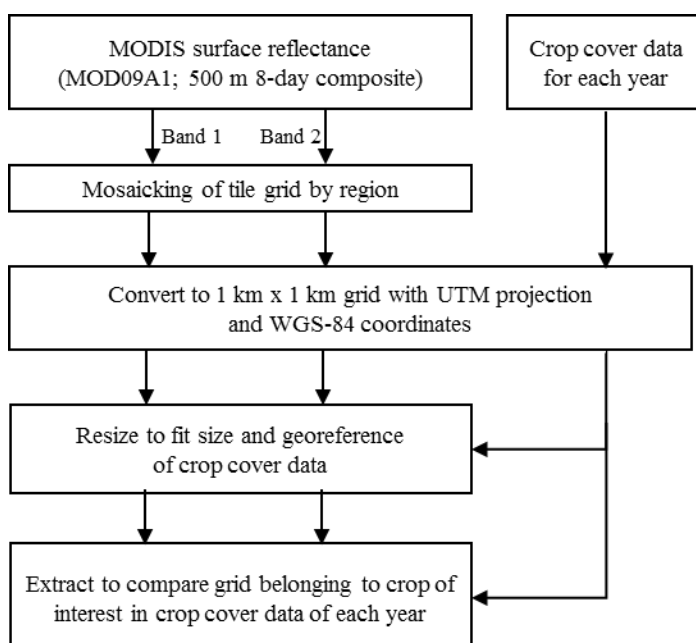 MODIS surface reflectance
(MOD09A1; 500 m 8-day composite)
Crop cover data
for each year
Band 1
Band 2
Mosaicking of tile grid by region
Convert to 1 km x 1 km grid with UTM projection
and WGS-84 coordinates
Resize to fit size and georeference
of crop cover data
Extract to compare grid belonging to crop of
interest in crop cover data of each year